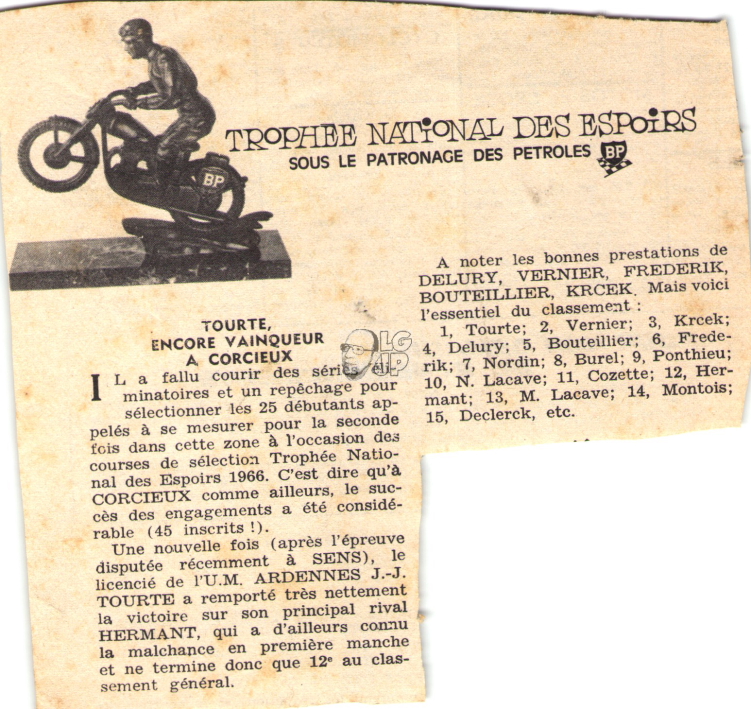 TROPHEE NATIONAL DES ESPOIRS
SOUS LE PATRONAGE DES PETROLES BP
BP
TOURTE,
ENCORE VAINQUEUR
A CORCIEUX
IL a fallu courir des séries éli-
minatoires et un repêchage pour
sélectionner les 25 débutants ap-
pelés à se mesurer pour la seconde
fois dans cette zone à l'occasion des
courses de sélection Trophée Natio-
nal des Espoirs 1966. C'est dire qu'à
CORCIEUX comme ailleurs, le suc-
cès des engagements a été considé-
rable (45 inscrits !).
Une nouvelle fois (après l'épreuve
disputée récemment à SENS), le
licencié de l'U.M. ARDENNES J.-J.
TOURTE a remporté très nettement
la victoire sur son principal rival
HERMANT, qui a d'ailleurs connu
la malchance en première manche
et ne termine donc que 12e au clas-
sement général.
A noter les bonnes prestations de
DELURY, VERNIER, FREDERIK,
BOUTEILLIER, KRCEK. Mais voici
l'essentiel du classement :
1, Tourte; 2, Vernier; 3, Krcek;
4, Delury; 5, Bouteillier; 6, Frede-
rik; 7, Nordin; 8, Burel; 9, Ponthieu;
10, N. Lacave; 11, Cozette; 12, Her-
mant; 13, M. Lacave; 14, Montois;
15, Declerck, etc.
LG
IP